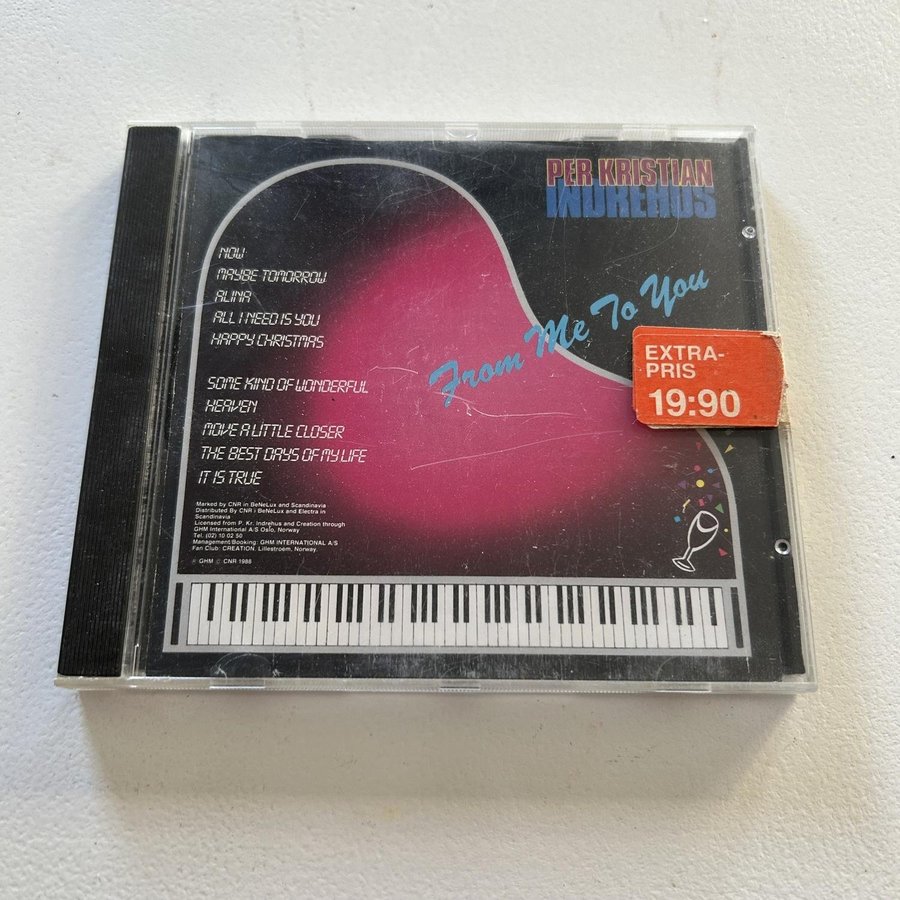 PER KRISTIAN
INDREHUS
From Me To You
NOW
MAYBE TOMORROW
ALINA
ALL I NEED IS YOU
HAPPY CHRISTMAS
SOME KIND OF WONDERFUL
HEAVEN
MOVE A LITTLE CLOSER
THE BEST DAYS OF MY LIFE
IT IS TRUE
EXTRA-
PRIS
19:90
Marked by CNR in BeNeLux and Scandinavia
Distributed By CNR i BeNeLux and Electra in
Scandinavia
Licensed from P. Kr. Indrehus and Creation through
GHM International A/S Oslo, Norway
Tel. (02) 10 02 50
Management/Booking: GHM INTERNATIONAL A/S
Fan Club: CREATION. Lillestroem, Norway.
℗ GHM © CNR 1988